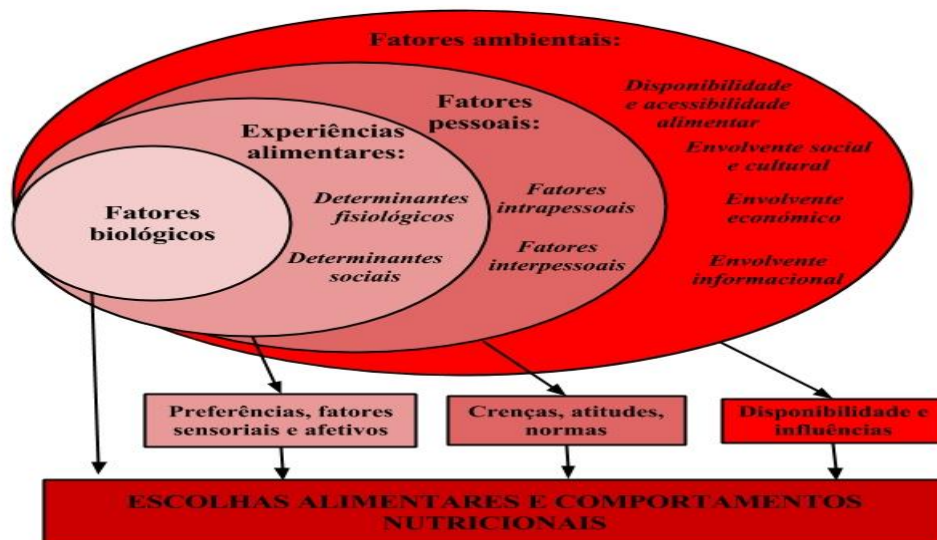 Fatores ambientais:
Disponibilidade
e acessibilidade
alimentar
Envolvente social
e cultural
Envolvente
económico
Envolvente
informacional
Fatores
pessoais:
Fatores
intrapessoais
Fatores
interpessoais
Experiências
alimentares:
Determinantes
fisiológicos
Determinantes
sociais
Fatores
biológicos
Preferências, fatores
sensoriais e afetivos
Crenças, atitudes,
normas
Disponibilidade e
influências
ESCOLHAS ALIMENTARES E COMPORTAMENTOS
NUTRICIONAIS